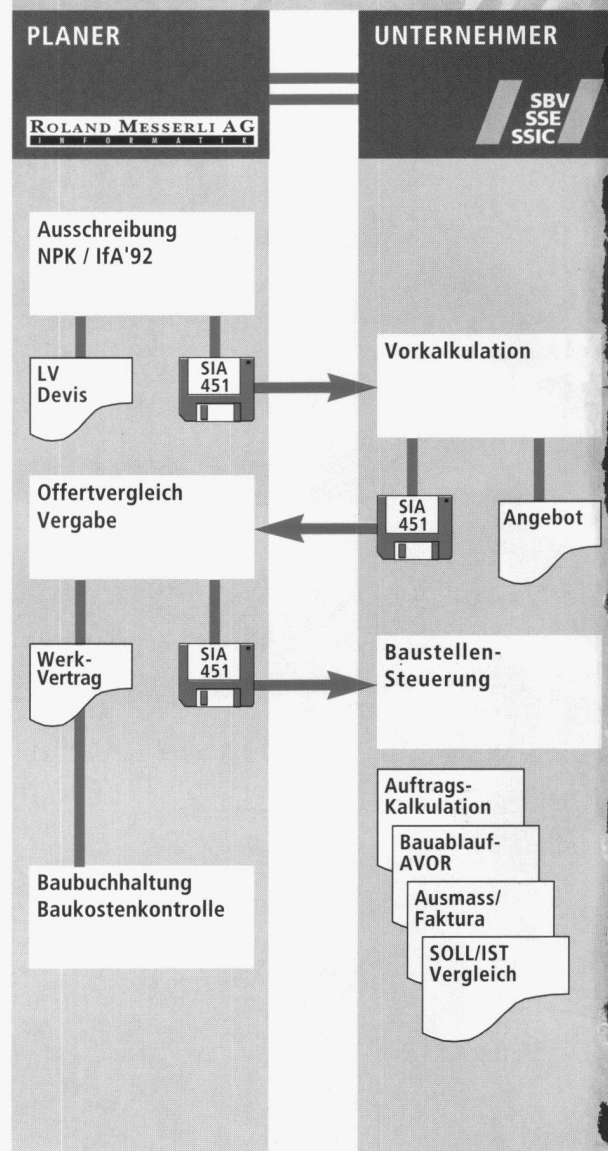 PLANER
UNTERNEHMER
ROLAND MESSERLI AG
INFORMATIK
SBV
SSE
SSIC
Ausschreibung
NPK / IfA'92
LV
Devis
SIA
451
Vorkalkulation
Offertvergleich
Vergabe
SIA
451
Angebot
Werk-
Vertrag
SIA
451
Baustellen-
Steuerung
Auftrags-
Kalkulation
Bauablauf-
AVOR
Ausmass/
Faktura
SOLL/IST
Vergleich
Baubuchhaltung
Baukostenkontrolle